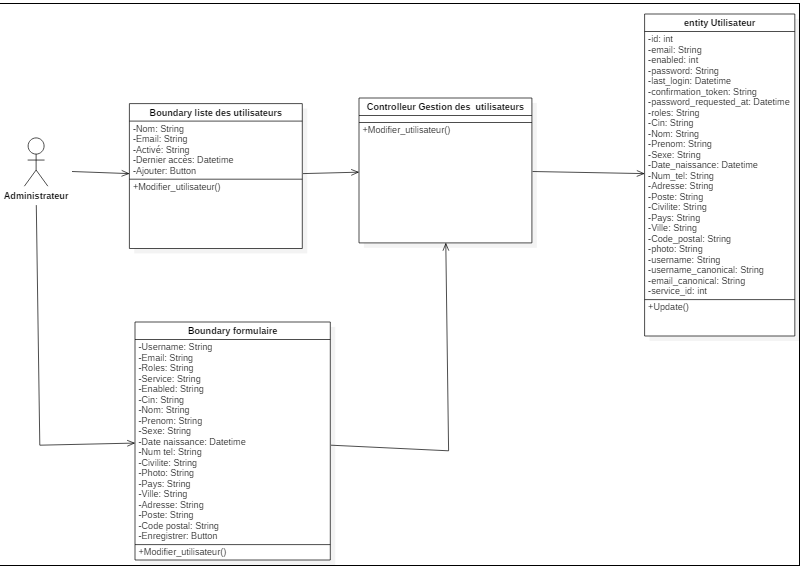 Administrateur
Boundary liste des utilisateurs
-Nom: String
-Email: String
-Activé: String
-Dernier accès: Datetime
-Ajouter: Button
+Modifier_utilisateur()
Controlleur Gestion des utilisateurs
+Modifier_utilisateur()
entity Utilisateur
-id: int
-email: String
-enabled: int
-password: String
-last_login: Datetime
-confirmation_token: String
-password_requested_at: Datetime
-roles: String
-Cin: String
-Nom: String
-Prenom: String
-Sexe: String
-Date_naissance: Datetime
-Num_tel: String
-Adresse: String
-Poste: String
-Civilite: String
-Pays: String
-Ville: String
-Code_postal: String
-photo: String
-username: String
-username_canonical: String
-email_canonical: String
-service_id: int
+Update()
Boundary formulaire
-Username: String
-Email: String
-Roles: String
-Service: String
-Enabled: String
-Cin: String
-Nom: String
-Prenom: String
-Sexe: String
-Date naissance: Datetime
-Num tel: String
-Civilite: String
-Photo: String
-Pays: String
-Ville: String
-Adresse: String
-Poste: String
-Code postal: String
-Enregistrer: Button
+Modifier_utilisateur()